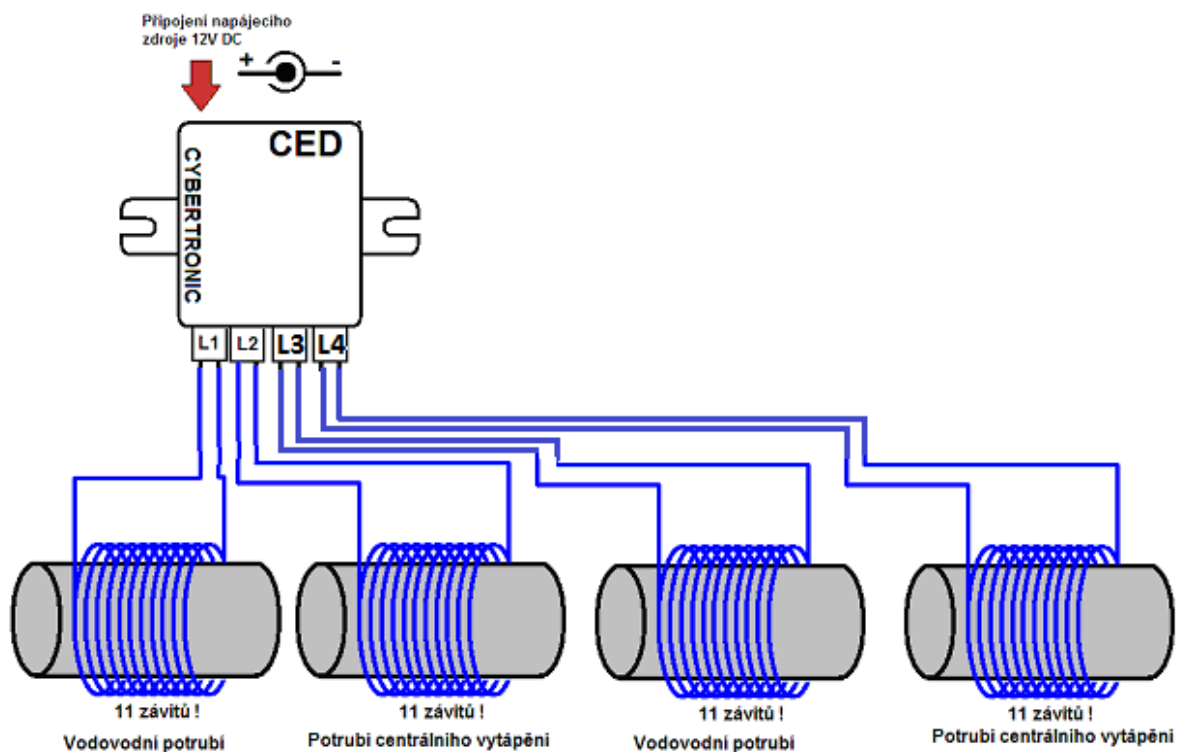 Připojení napájecího
zdroje 12V DC
+ -
CED
CYBERTRONIC
L1 L2 L3 L4
11 závitů ! 11 závitů ! 11 závitů ! 11 závitů !
Vodovodní potrubí Potrubí centrálního vytápění Vodovodní potrubí Potrubí centrálního vytápění